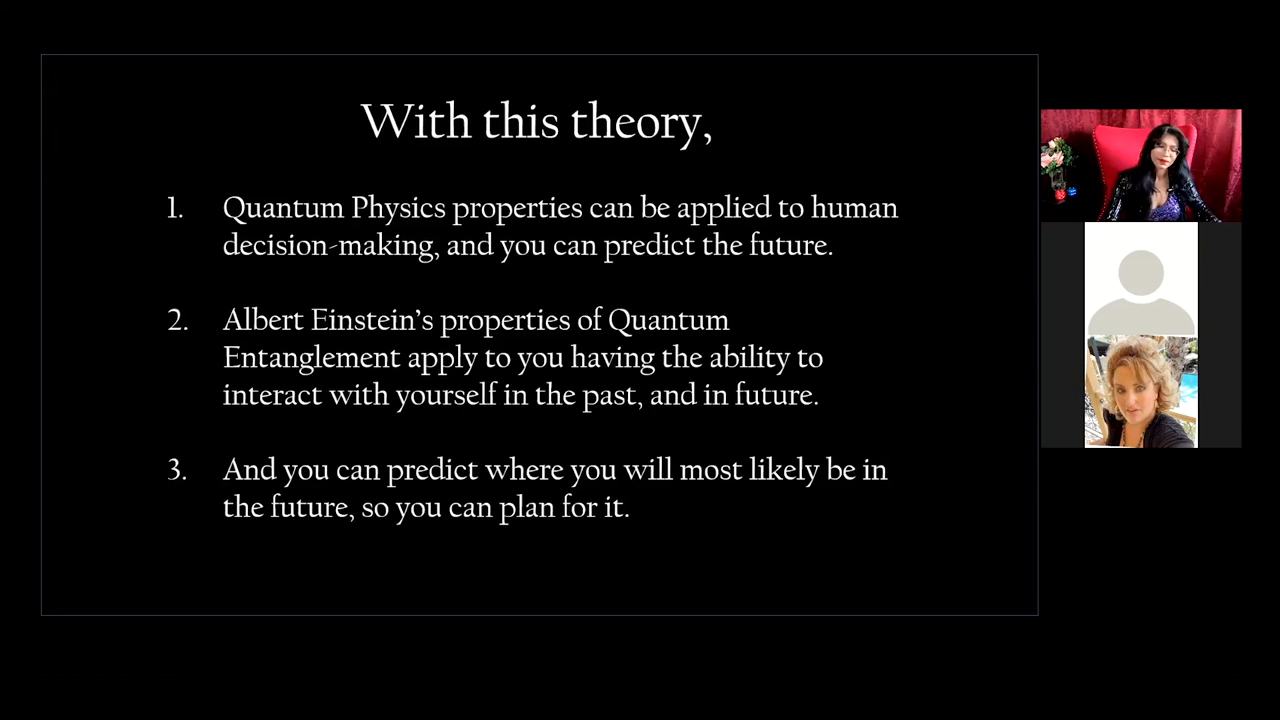 With this theory,
1. Quantum Physics properties can be applied to human
decision-making, and you can predict the future.
2. Albert Einstein's properties of Quantum
Entanglement apply to you having the ability to
interact with yourself in the past, and in future.
3. And you can predict where you will most likely be in
the future, so you can plan for it.